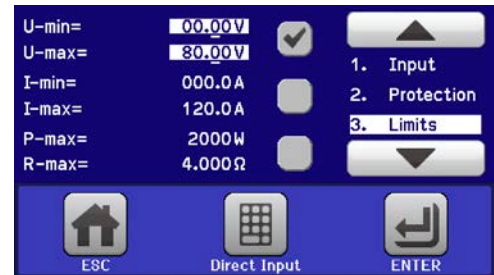 U-min= 00.00V
U-max= 80.00V
I-min= 000.0A
I-max= 120.0A
P-max= 2000W
R-max= 4.000Ω
1. Input
2. Protection
3. Limits
ESC
Direct Input
ENTER